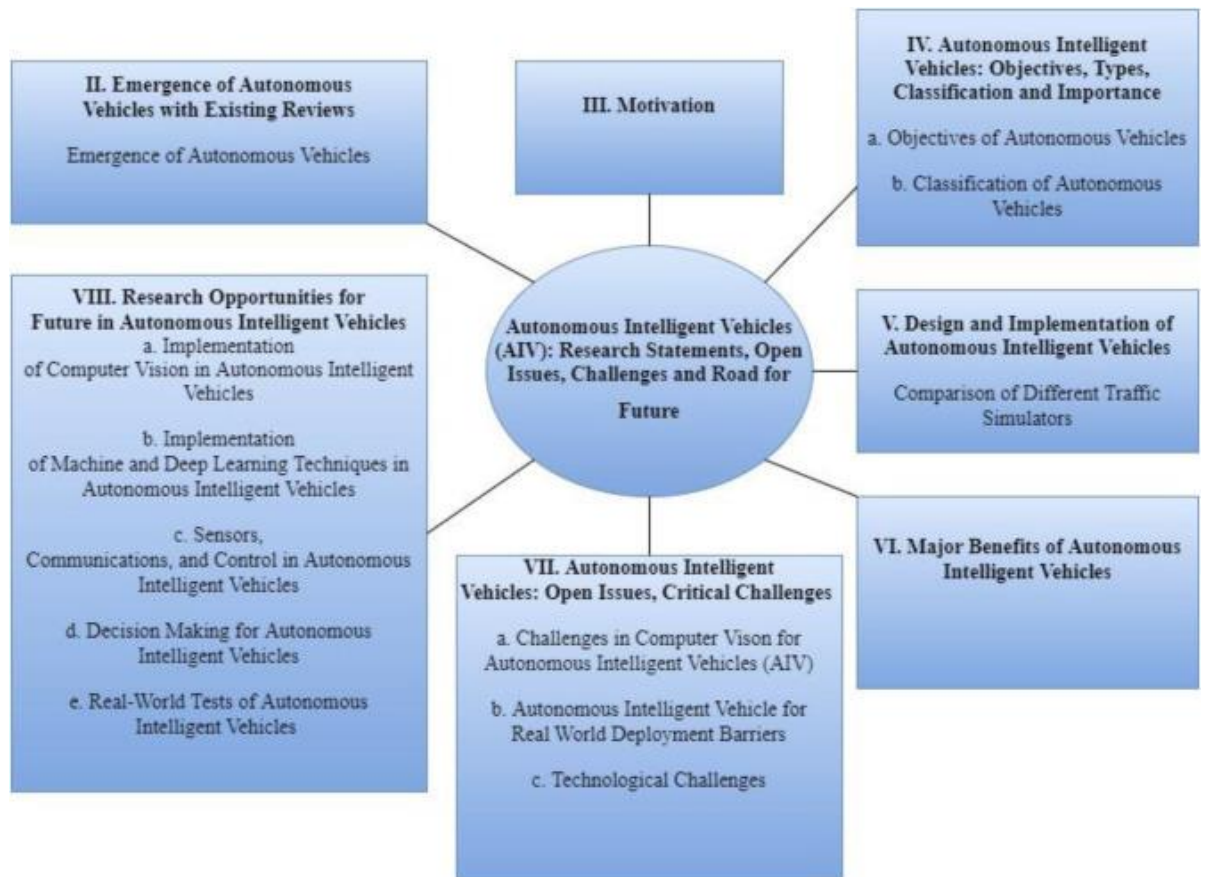 II. Emergence of Autonomous
Vehicles with Existing Reviews
Emergence of Autonomous Vehicles
III. Motivation
IV. Autonomous Intelligent
Vehicles: Objectives, Types,
Classification and Importance
a. Objectives of Autonomous Vehicles
b. Classification of Autonomous
Vehicles
VIII. Research Opportunities for
Future in Autonomous Intelligent Vehicles
a. Implementation
of Computer Vision in Autonomous Intelligent
Vehicles
b. Implementation
of Machine and Deep Learning Techniques in
Autonomous Intelligent Vehicles
c. Sensors,
Communications, and Control in Autonomous
Intelligent Vehicles
d. Decision Making for Autonomous
Intelligent Vehicles
e. Real-World Tests of Autonomous
Intelligent Vehicles
Autonomous Intelligent Vehicles
(AIV): Research Statements, Open
Issues, Challenges and Road for
Future
V. Design and Implementation of
Autonomous Intelligent Vehicles
Comparison of Different Traffic
Simulators
VI. Major Benefits of Autonomous
Intelligent Vehicles
VII. Autonomous Intelligent
Vehicles: Open Issues, Critical Challenges
a. Challenges in Computer Vison for
Autonomous Intelligent Vehicles (AIV)
b. Autonomous Intelligent Vehicle for
Real World Deployment Barriers
c. Technological Challenges